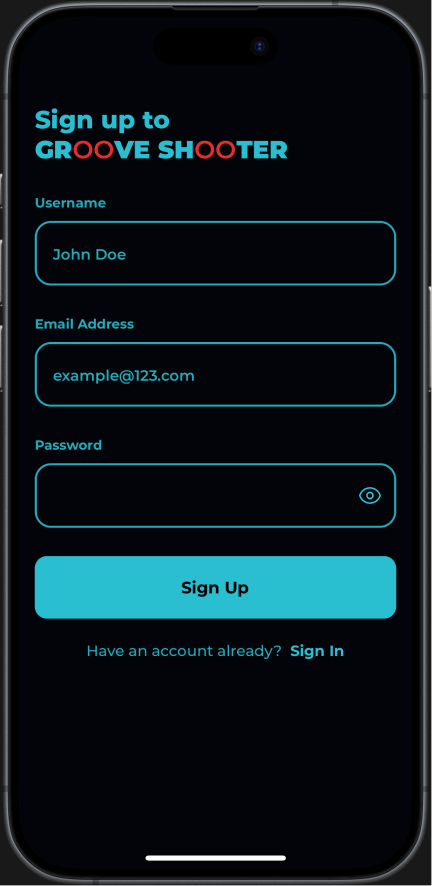 Sign up to
GROOVE SHOOTER
Username
John Doe
Email Address
example@123.com
Password
Sign Up
Have an account already? Sign In